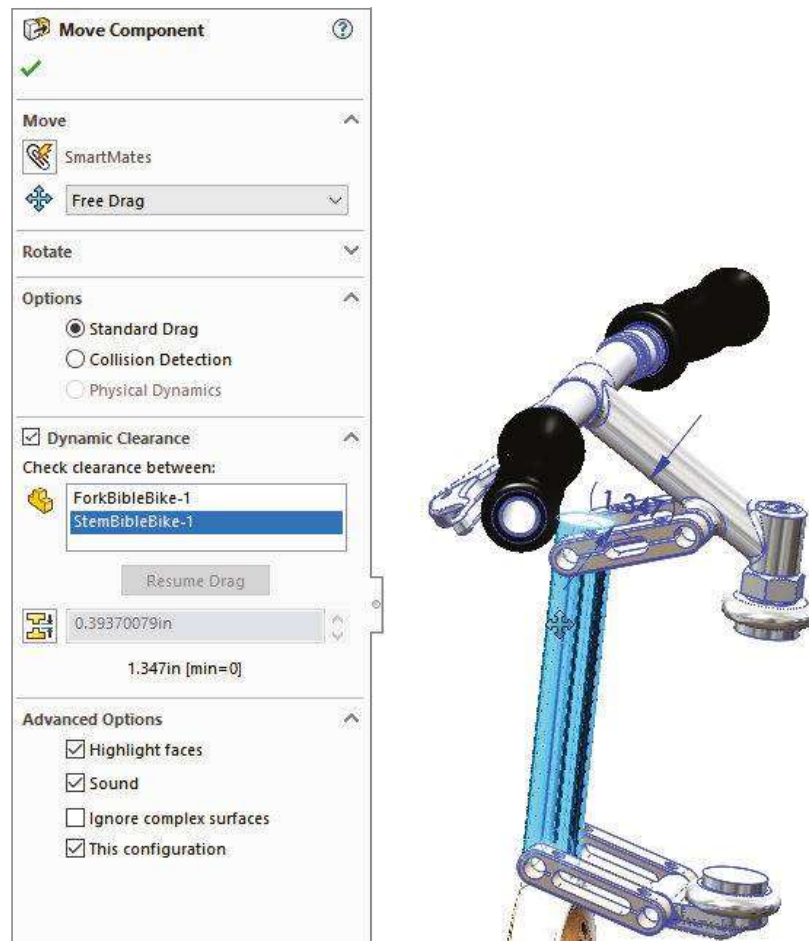 Move Component
Move
SmartMates
Free Drag
Rotate
Options
Standard Drag
Collision Detection
Physical Dynamics
Dynamic Clearance
Check clearance between:
ForkBibleBike-1
StemBibleBike-1
Resume Drag
0.39370079in
1.347in [min=0]
Advanced Options
Highlight faces
Sound
Ignore complex surfaces
This configuration
1.347